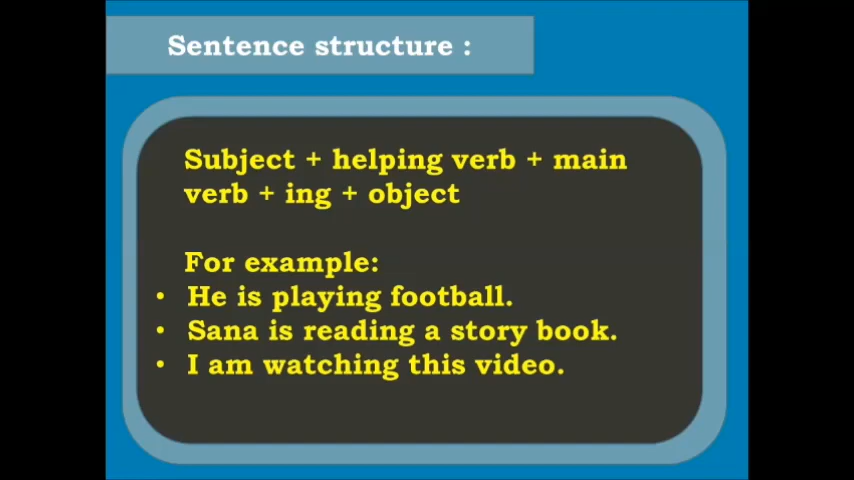 Sentence structure :
Subject + helping verb + main
verb + ing + object
For example:
• He is playing football.
• Sana is reading a story book.
• I am watching this video.